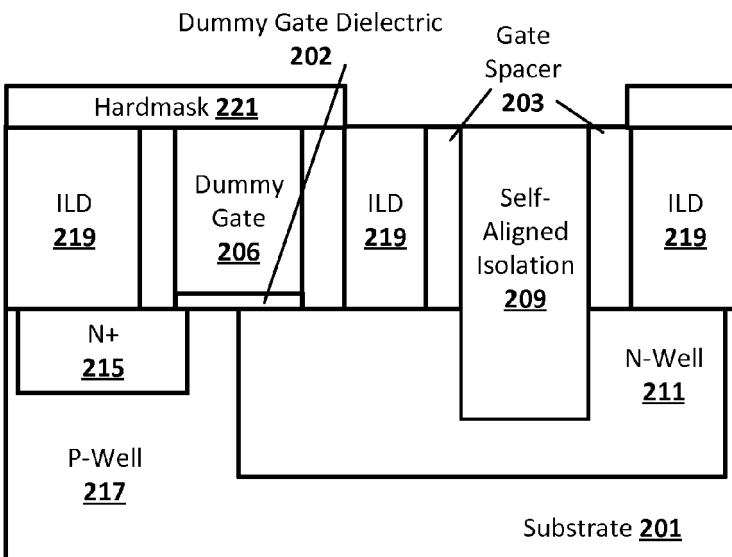 Dummy Gate Dielectric
202
Gate
Spacer
203
Hardmask 221
ILD
219
Dummy
Gate
206
ILD
219
Self-
Aligned
Isolation
209
ILD
219
N+
215
N-Well
211
P-Well
217
Substrate 201